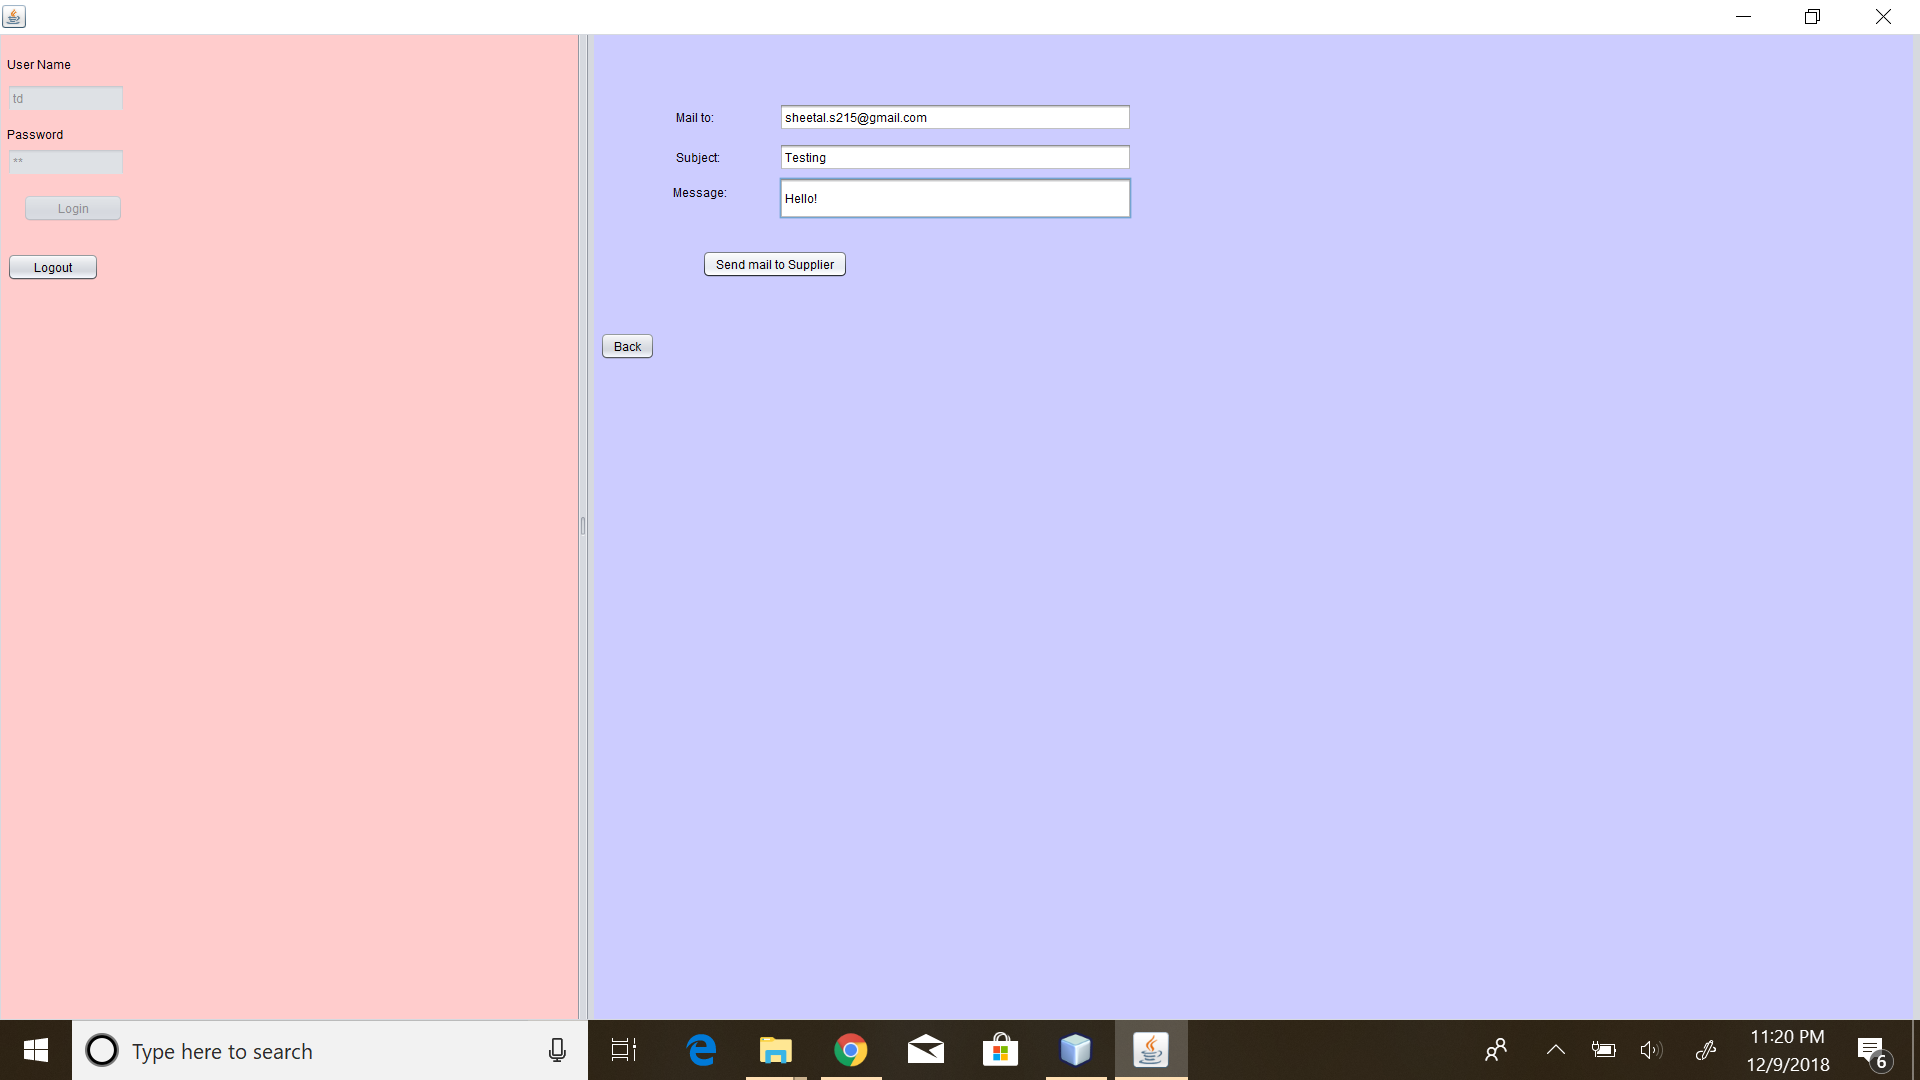 User Name
td
Password
**
Login
Logout
Mail to: sheetal.s215@gmail.com
Subject: Testing
Message: Hello!
Send mail to Supplier
Back
Type here to search
11:20 PM
12/9/2018
6